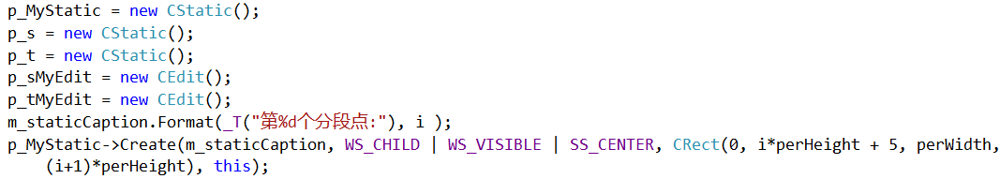 p_MyStatic = new CStatic();
p_s = new CStatic();
p_t = new CStatic();
p_sMyEdit = new CEdit();
p_tMyEdit = new CEdit();
m_staticCaption.Format(_T("第%d个分段点:"), i );
p_MyStatic->Create(m_staticCaption, WS_CHILD | WS_VISIBLE | SS_CENTER, CRect(0, i*perHeight + 5, perWidth,
(i+1)*perHeight), this);